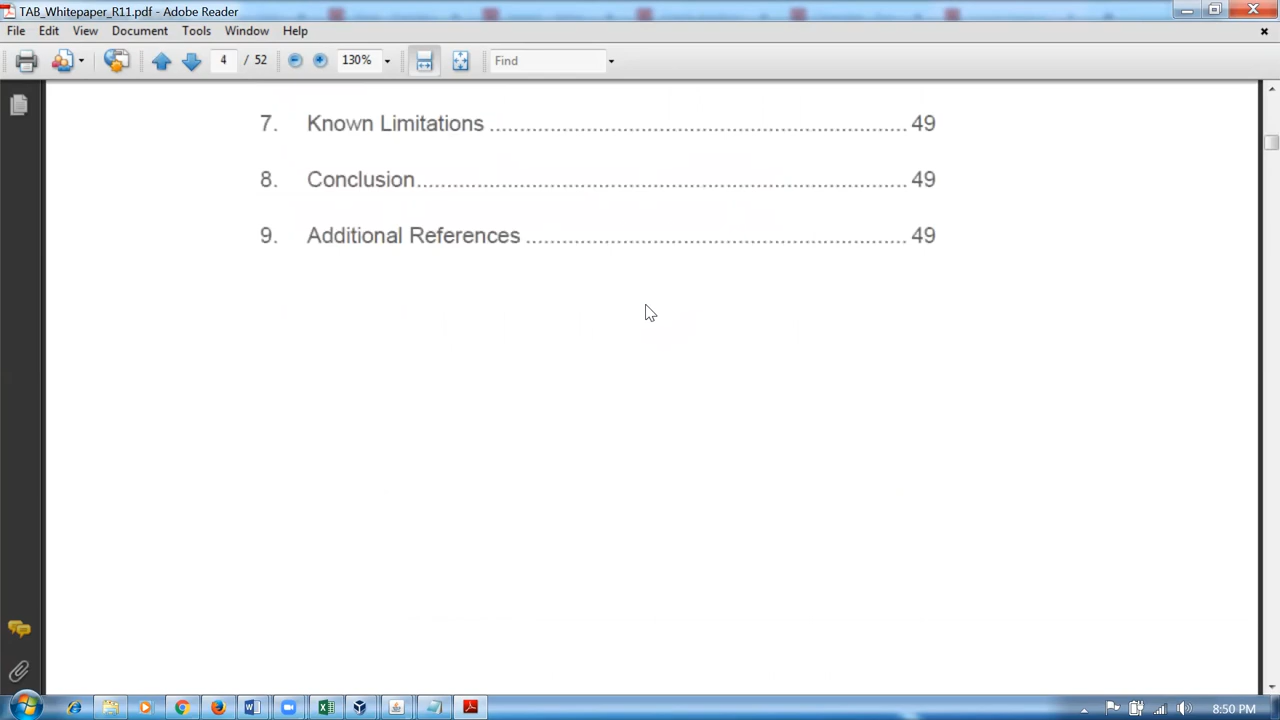 TAB_Whitepaper_R11.pdf - Adobe Reader
File Edit View Document Tools Window Help
4 / 52 130% Find
7. Known Limitations ........................................................................ 49
8. Conclusion.................................................................................... 49
9. Additional References .................................................................. 49
8:50 PM